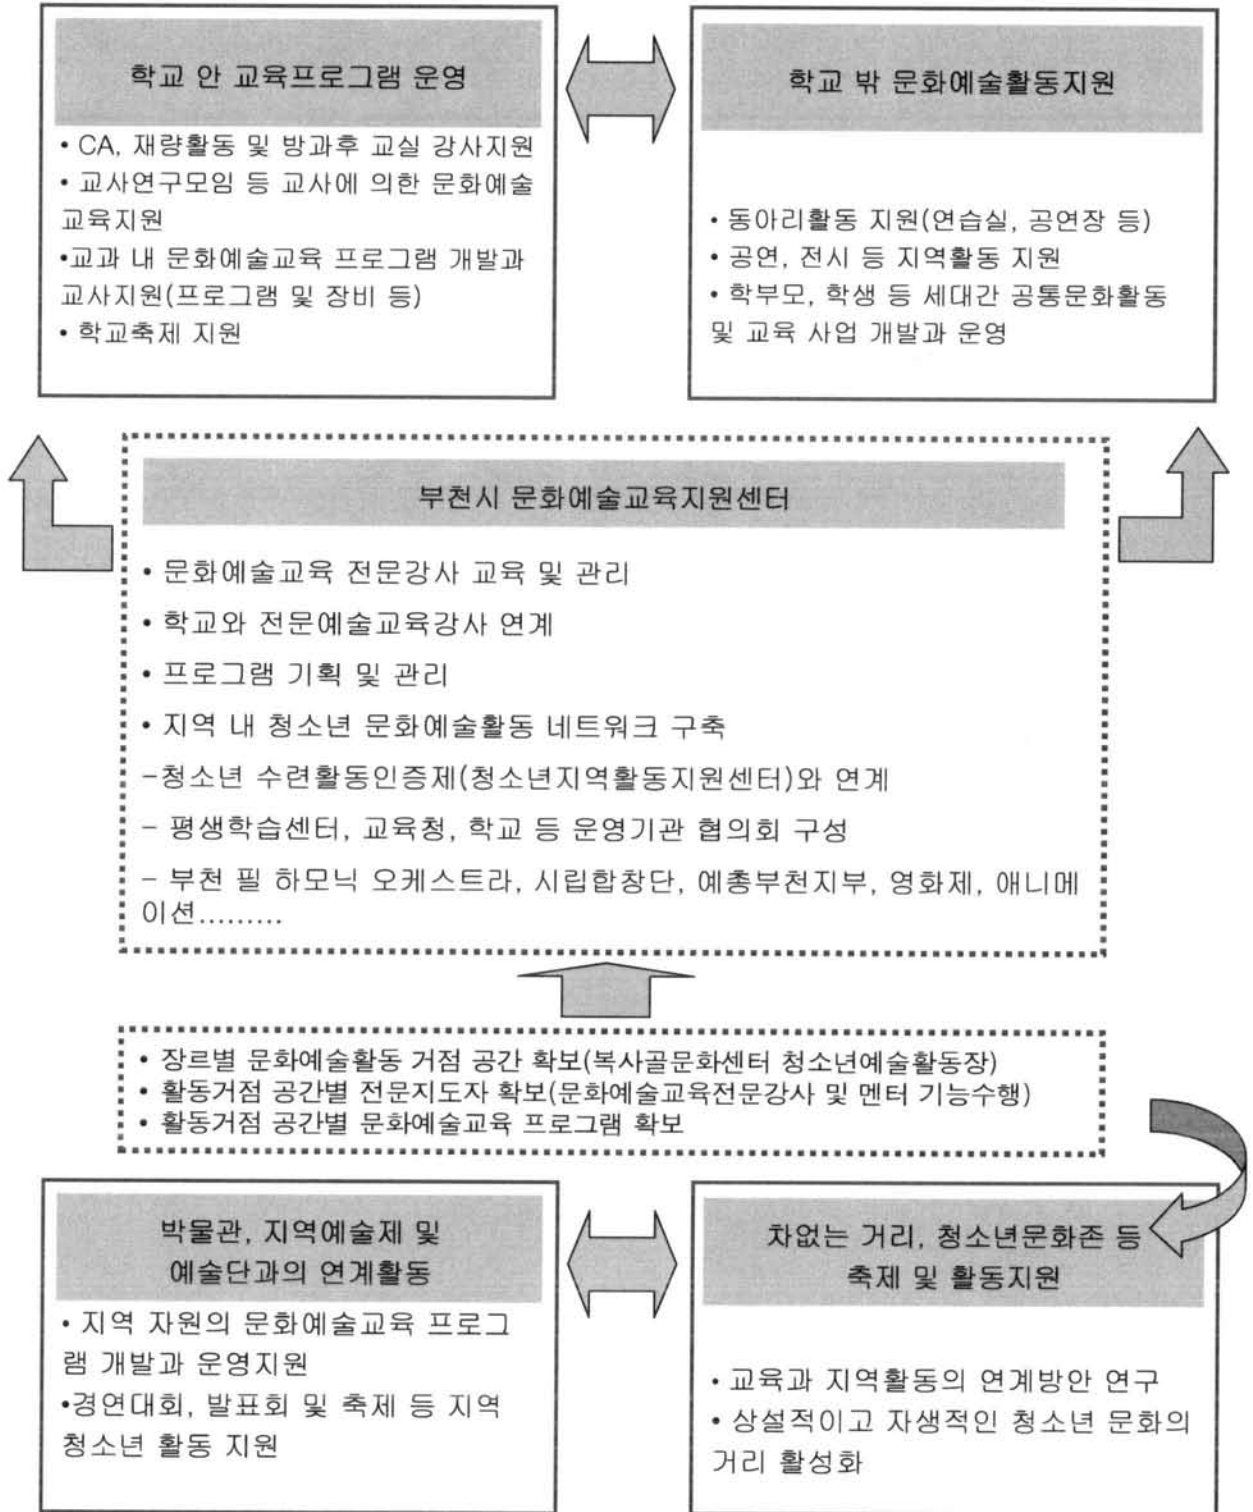 학교 안 교육프로그램 운영
• CA, 재량활동 및 방과후 교실 강사지원
• 교사연구모임 등 교사에 의한 문화예술
교육지원
•교과 내 문화예술교육 프로그램 개발과
교사지원(프로그램 및 장비 등)
• 학교축제 지원
학교 밖 문화예술활동지원
• 동아리활동 지원(연습실, 공연장 등)
• 공연, 전시 등 지역활동 지원
• 학부모, 학생 등 세대간 공통문화활동
및 교육 사업 개발과 운영
부천시 문화예술교육지원센터
• 문화예술교육 전문강사 교육 및 관리
• 학교와 전문예술교육강사 연계
• 프로그램 기획 및 관리
• 지역 내 청소년 문화예술활동 네트워크 구축
–청소년 수련활동인증제(청소년지역활동지원센터)와 연계
– 평생학습센터, 교육청, 학교 등 운영기관 협의회 구성
– 부천 필 하모닉 오케스트라, 시립합창단, 예총부천지부, 영화제, 애니메
이션.........
• 장르별 문화예술활동 거점 공간 확보(복사골문화센터 청소년예술활동장)
• 활동거점 공간별 전문지도자 확보(문화예술교육전문강사 및 멘터 기능수행)
• 활동거점 공간별 문화예술교육 프로그램 확보
박물관, 지역예술제 및
예술단과의 연계활동
• 지역 자원의 문화예술교육 프로그
램 개발과 운영지원
•경연대회, 발표회 및 축제 등 지역
청소년 활동 지원
차없는 거리, 청소년문화존 등
축제 및 활동지원
• 교육과 지역활동의 연계방안 연구
• 상설적이고 자생적인 청소년 문화의
거리 활성화